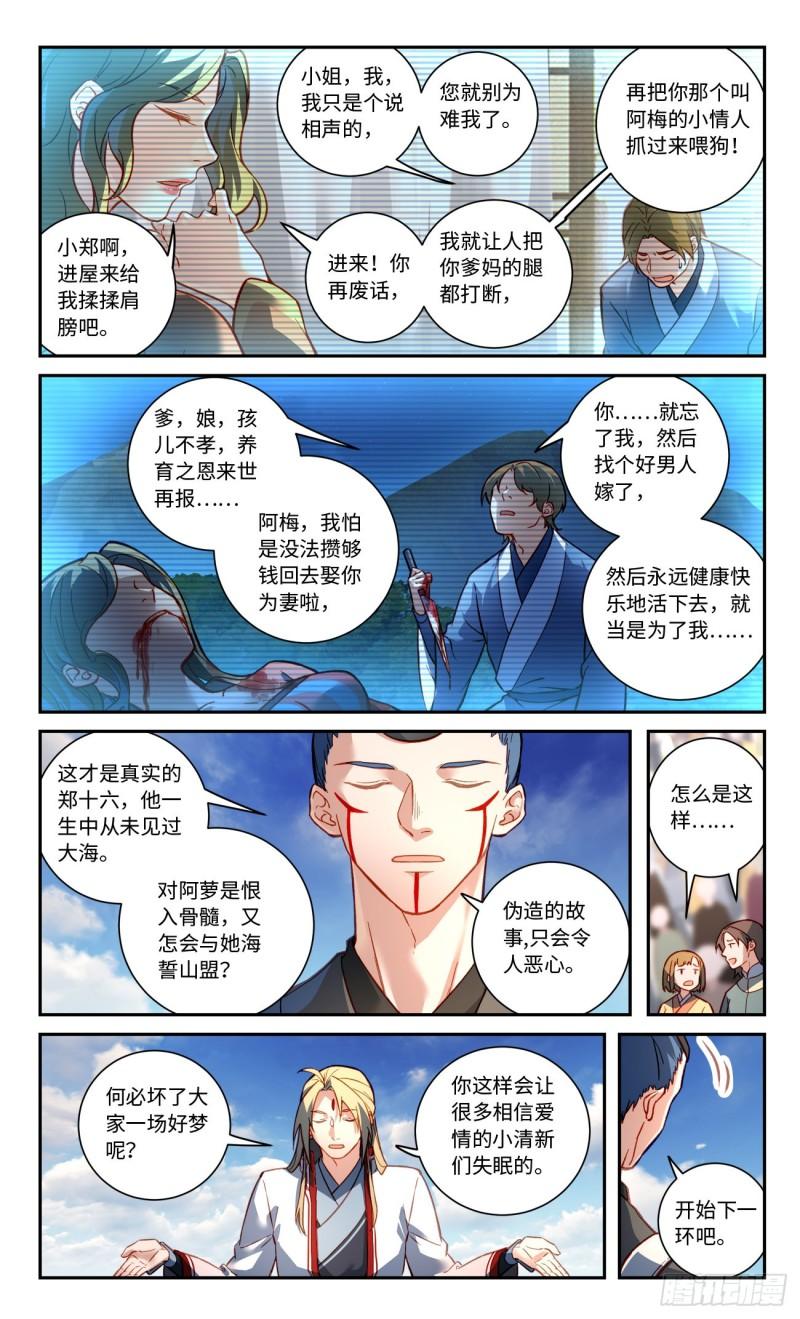 小郑啊，
进屋来给
我揉揉肩
膀吧。
小姐，我，
我只是个说
相声的，
您就别为
难我了。
进来！你
再废话，
我就让人把
你爹妈的腿
都打断，
再把你那个叫
阿梅的小情人
抓过来喂狗！
爹，娘，孩
儿不孝，养
育之恩来世
再报……
阿梅，我怕
是没法攒够
钱回去娶你
为妻啦，
你……就忘
了我，然后
找个好男人
嫁了，
然后永远健康快
乐地活下去，就
当是为了我……
这才是真实的
郑十六，他一
生中从未见过
大海。
对阿萝是恨
入骨髓，又
怎会与她海
誓山盟？
伪造的故
事,只会令
人恶心。
怎么是这
样……
何必坏了大
家一场好梦
呢？
你这样会让
很多相信爱
情的小清新
们失眠的。
开始下一
环吧。
腾讯动漫